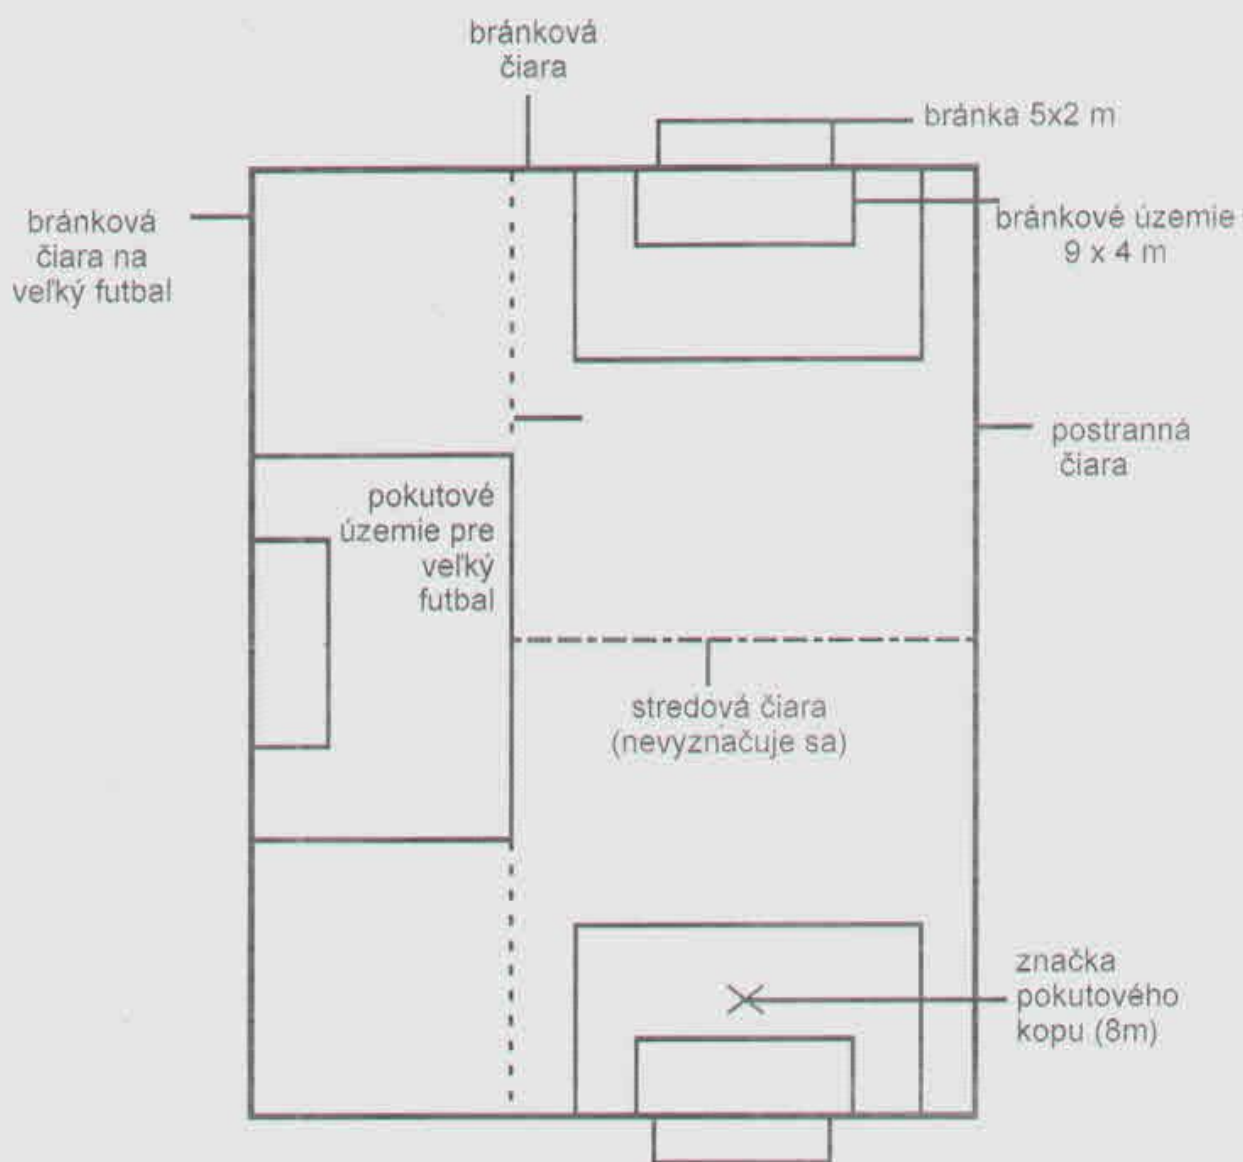 bránková
čiara
bránka 5x2 m
bránková
čiara na
veľký futbal
bránkové územie
9 x 4 m
postranná
čiara
pokutové
územie pre
veľký
futbal
stredová čiara
(nevyznačuje sa)
značka
pokutového
kopu (8m)